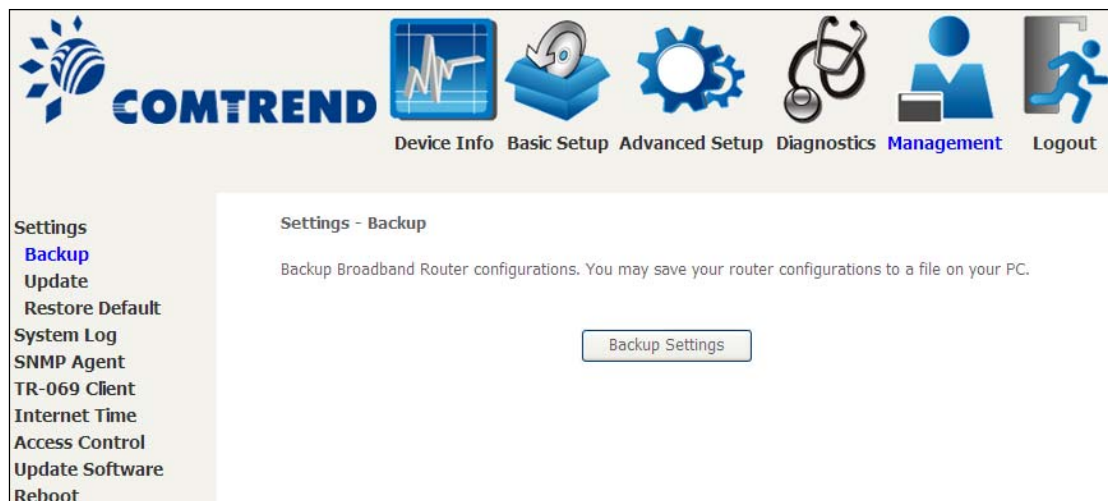 COMTREND
Device Info Basic Setup Advanced Setup Diagnostics Management Logout
Settings
Backup
Update
Restore Default
System Log
SNMP Agent
TR-069 Client
Internet Time
Access Control
Update Software
Reboot
Settings - Backup
Backup Broadband Router configurations. You may save your router configurations to a file on your PC.
Backup Settings